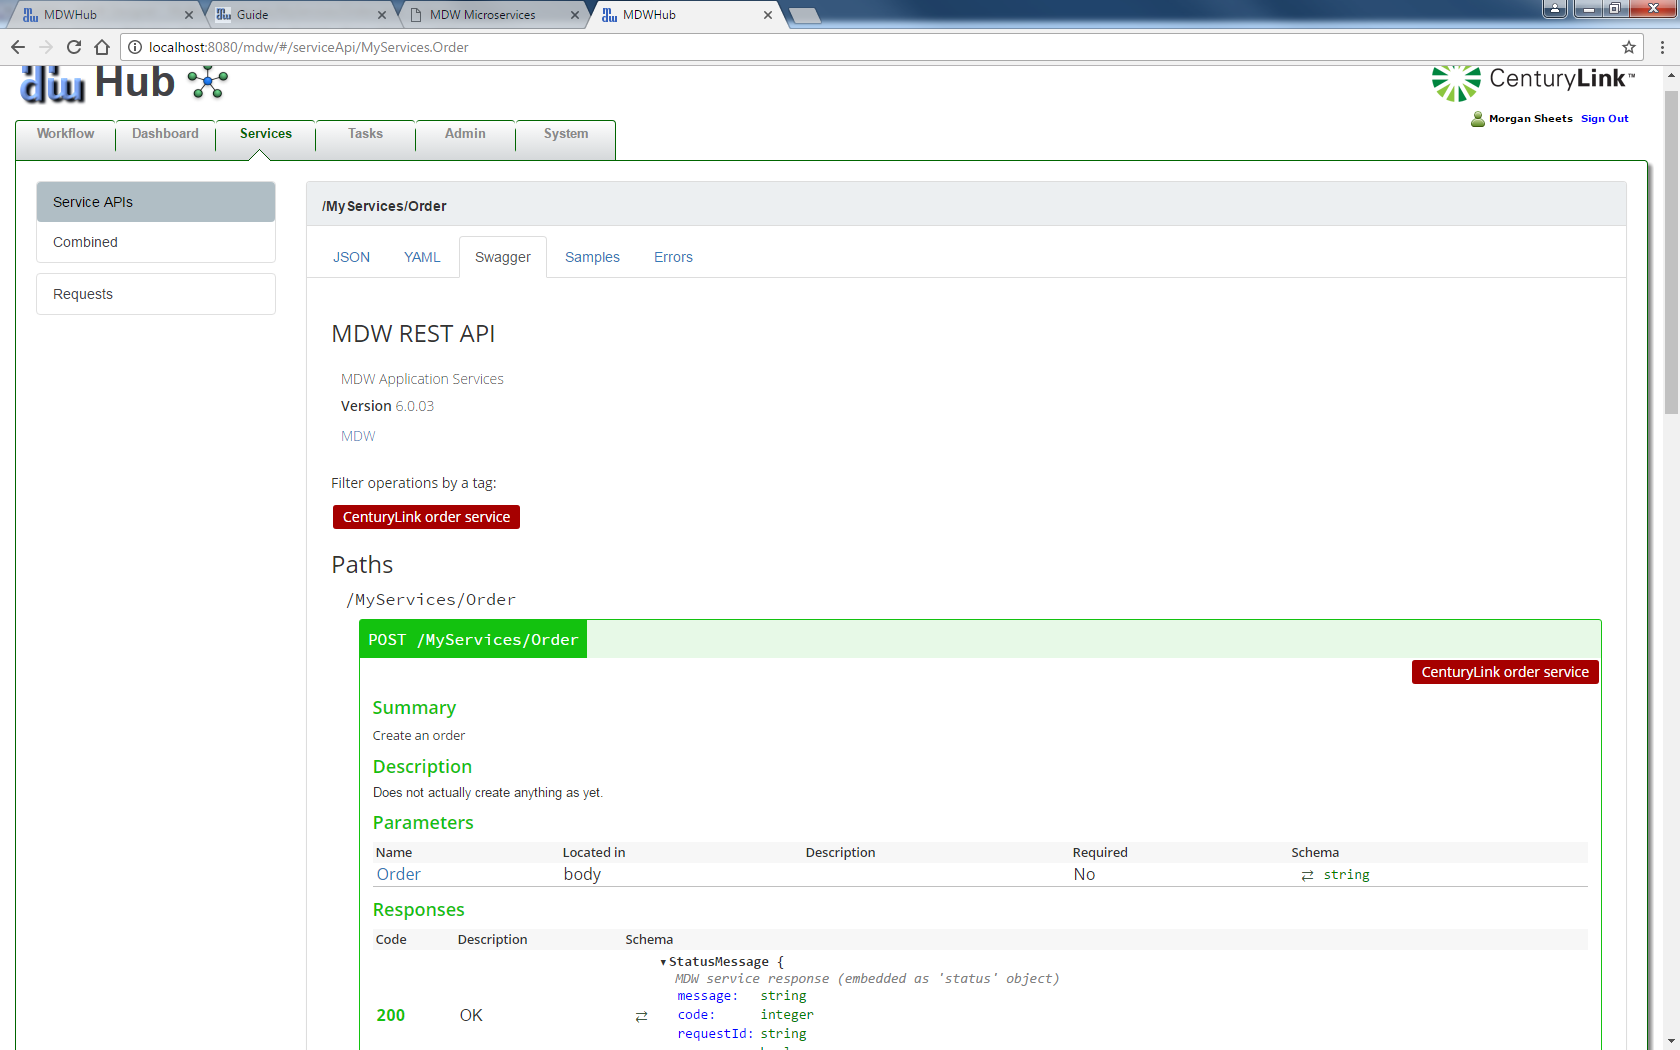 MDWHub
Guide
MDW Microservices
MDWHub
localhost:8080/mdw/#/serviceApi/MyServices.Order
Hub
CenturyLink™
Morgan Sheets Sign Out
Workflow Dashboard Services Tasks Admin System
Service APIs
Combined
Requests
/MyServices/Order
JSON YAML Swagger Samples Errors
MDW REST API
MDW Application Services
Version 6.0.03
MDW
Filter operations by a tag:
CenturyLink order service
Paths
/MyServices/Order
POST /MyServices/Order
CenturyLink order service
Summary
Create an order
Description
Does not actually create anything as yet.
Parameters
Name Located in Description Required Schema
Order body No ⇄ string
Responses
Code Description Schema
▾StatusMessage {
MDW service response (embedded as 'status' object)
message: string
code: integer
200 OK ⇄
requestId: string